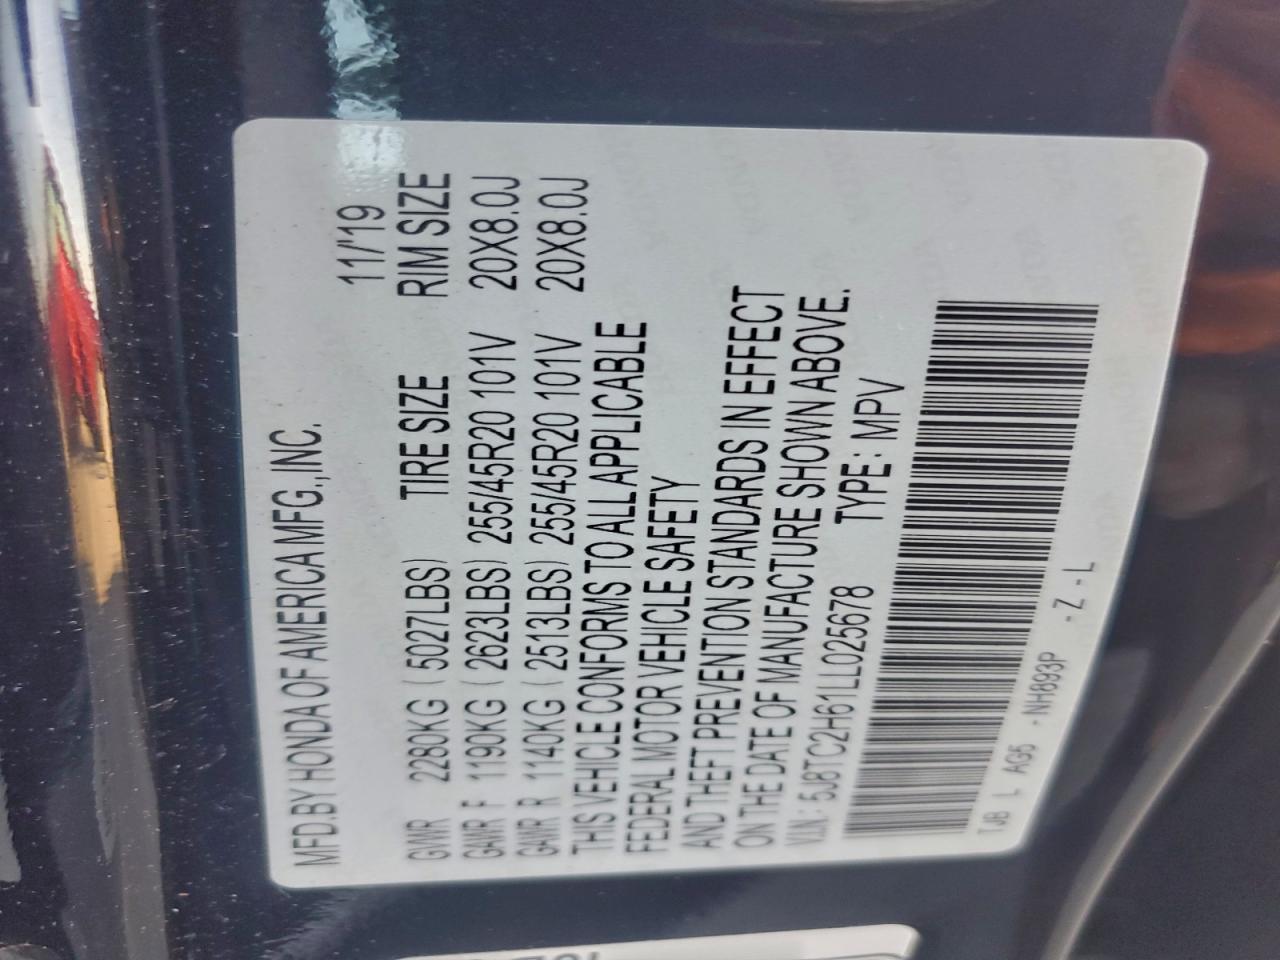 MFD.BY HONDA OF AMERICA MFG.,INC.
11/'19
GVWR 2280KG ( 5027LBS) TIRE SIZE RIM SIZE
GAWR F 1190KG ( 2623LBS) 255/45R20 101V 20X8.0J
GAWR R 1140KG ( 2513LBS) 255/45R20 101V 20X8.0J
THIS VEHICLE CONFORMS TO ALL APPLICABLE
FEDERAL MOTOR VEHICLE SAFETY
AND THEFT PREVENTION STANDARDS IN EFFECT
ON THE DATE OF MANUFACTURE SHOWN ABOVE.
V.I.N.: 5J8TC2H61LL025678 TYPE: MPV
TJB L AG5 - NH893P - Z - L